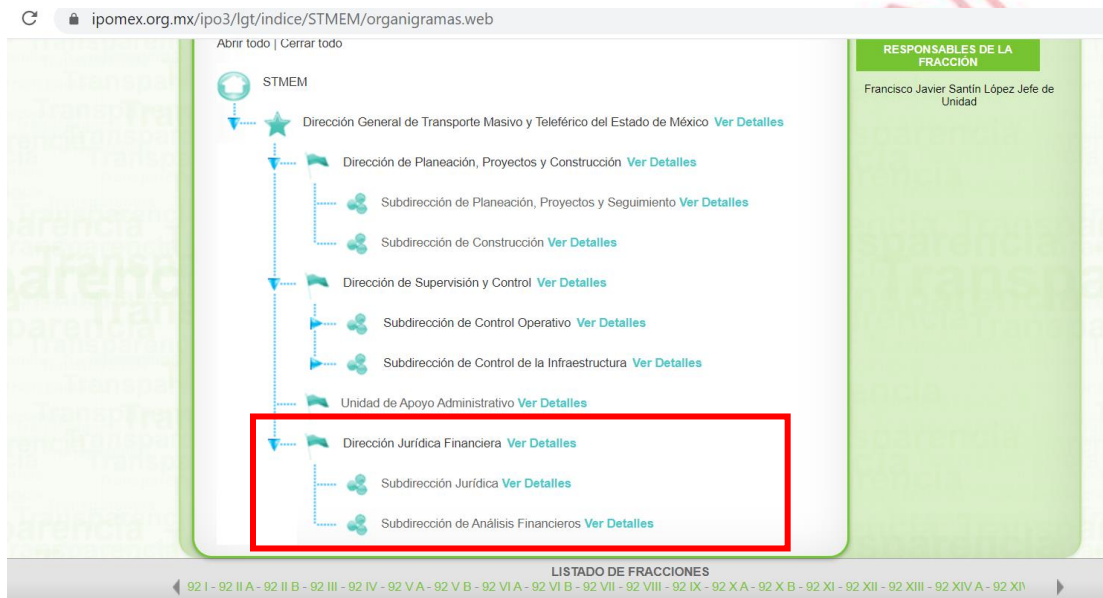 ipomex.org.mx/ipo3/lgt/indice/STMEM/organigramas.web
Abrir todo | Cerrar todo
STMEM
Dirección General de Transporte Masivo y Teleférico del Estado de México Ver Detalles
Dirección de Planeación, Proyectos y Construcción Ver Detalles
Subdirección de Planeación, Proyectos y Seguimiento Ver Detalles
Subdirección de Construcción Ver Detalles
Dirección de Supervisión y Control Ver Detalles
Subdirección de Control Operativo Ver Detalles
Subdirección de Control de la Infraestructura Ver Detalles
Unidad de Apoyo Administrativo Ver Detalles
Dirección Jurídica Financiera Ver Detalles
Subdirección Jurídica Ver Detalles
Subdirección de Análisis Financieros Ver Detalles
RESPONSABLES DE LA
FRACCIÓN
Francisco Javier Santín López Jefe de
Unidad
LISTADO DE FRACCIONES
92 I - 92 II A - 92 II B - 92 III - 92 IV - 92 V A - 92 V B - 92 VI A - 92 VI B - 92 VII - 92 VIII - 92 IX - 92 X A - 92 X B - 92 XI - 92 XII - 92 XIII - 92 XIV A - 92 XIV